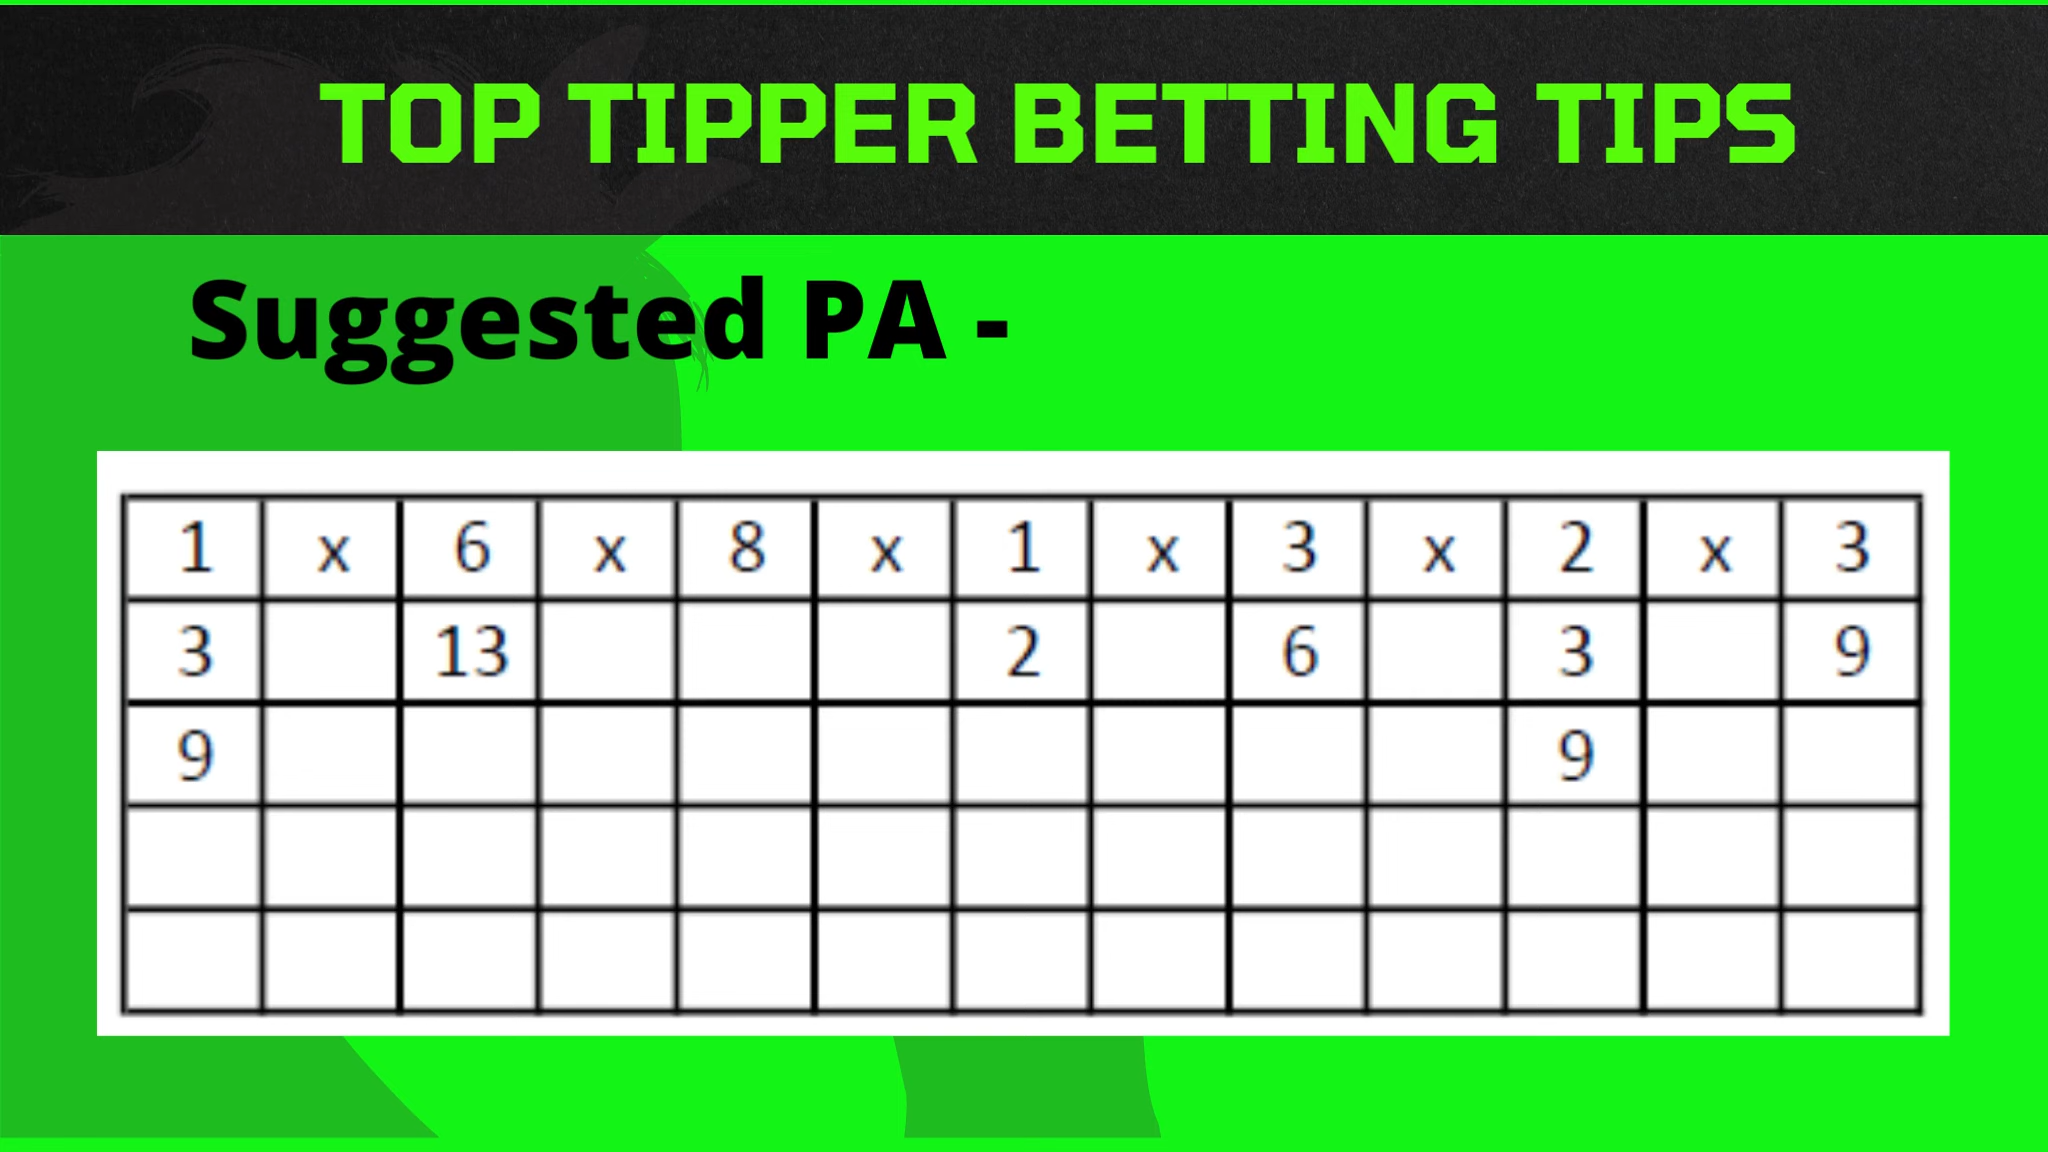 TOP TIPPER BETTING TIPS
Suggested PA -
1 x 6 x 8 x 1 x 3 x 2 x 3
3 13 2 6 3 9
9 9